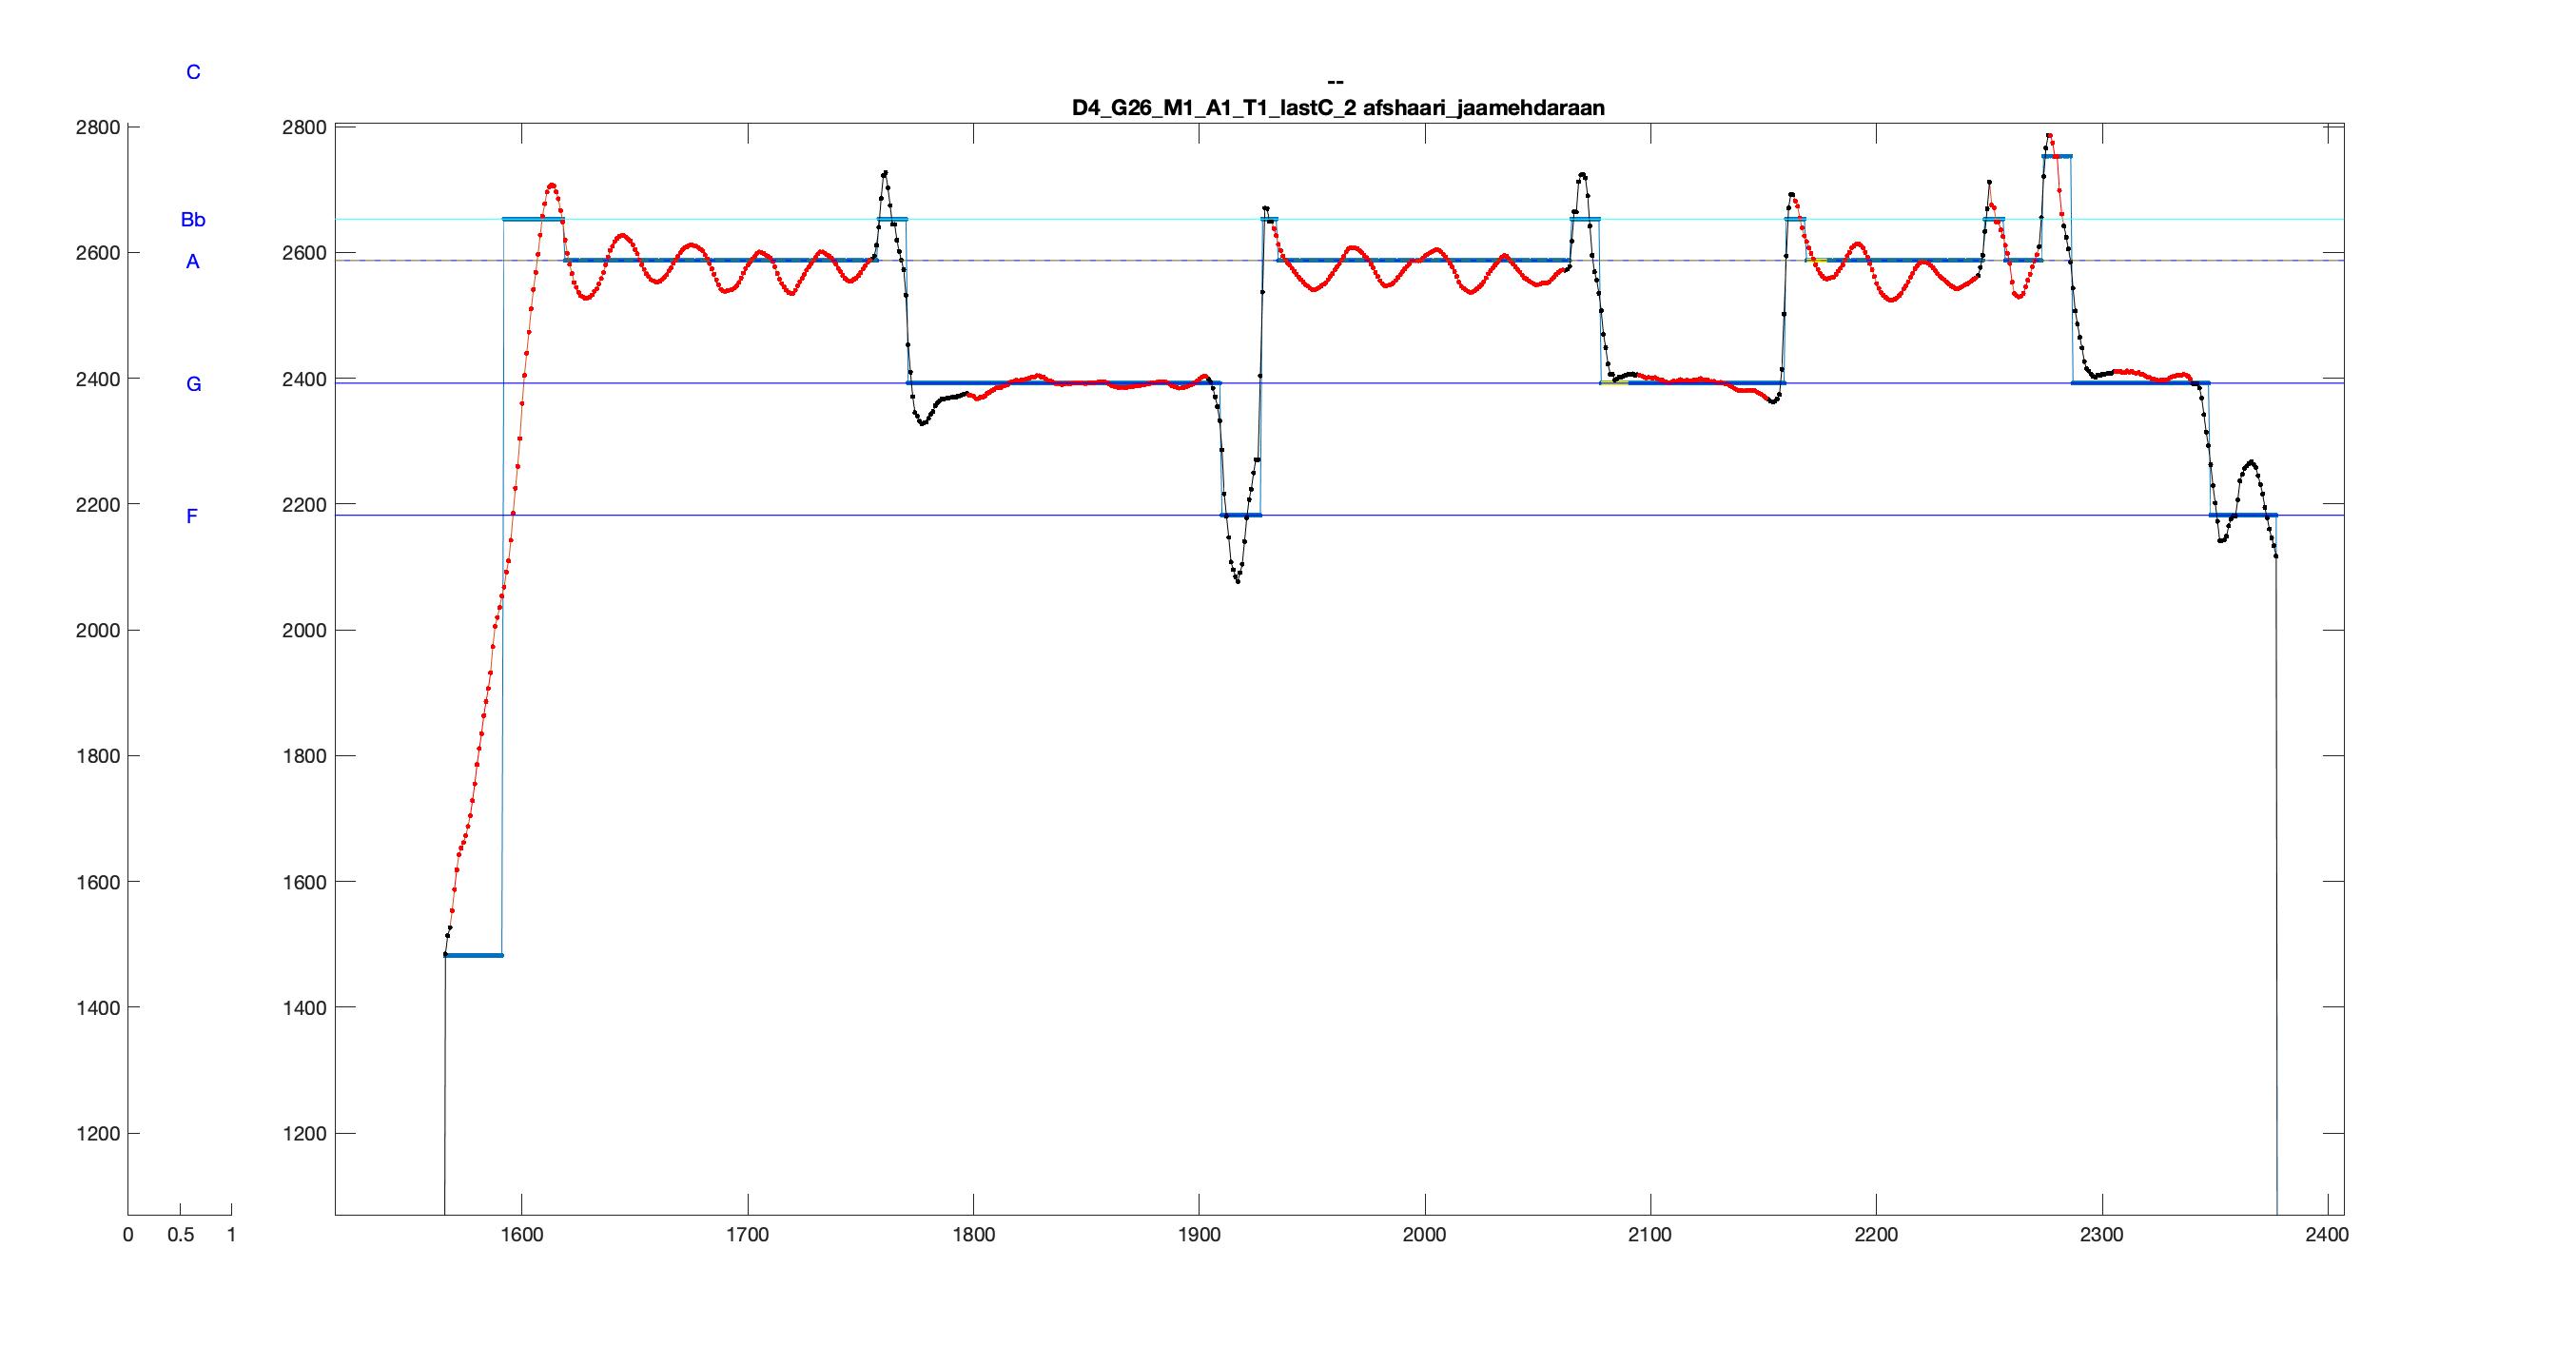 C
--
D4_G26_M1_A1_T1_lastC_2 afshaari_jaamehdaraan
2800 2800
Bb
2600 2600
A
2400 2400
G
2200 2200
F
2000 2000
1800 1800
1600 1600
1400 1400
1200 1200
0 0.5 1 1600 1700 1800 1900 2000 2100 2200 2300 2400